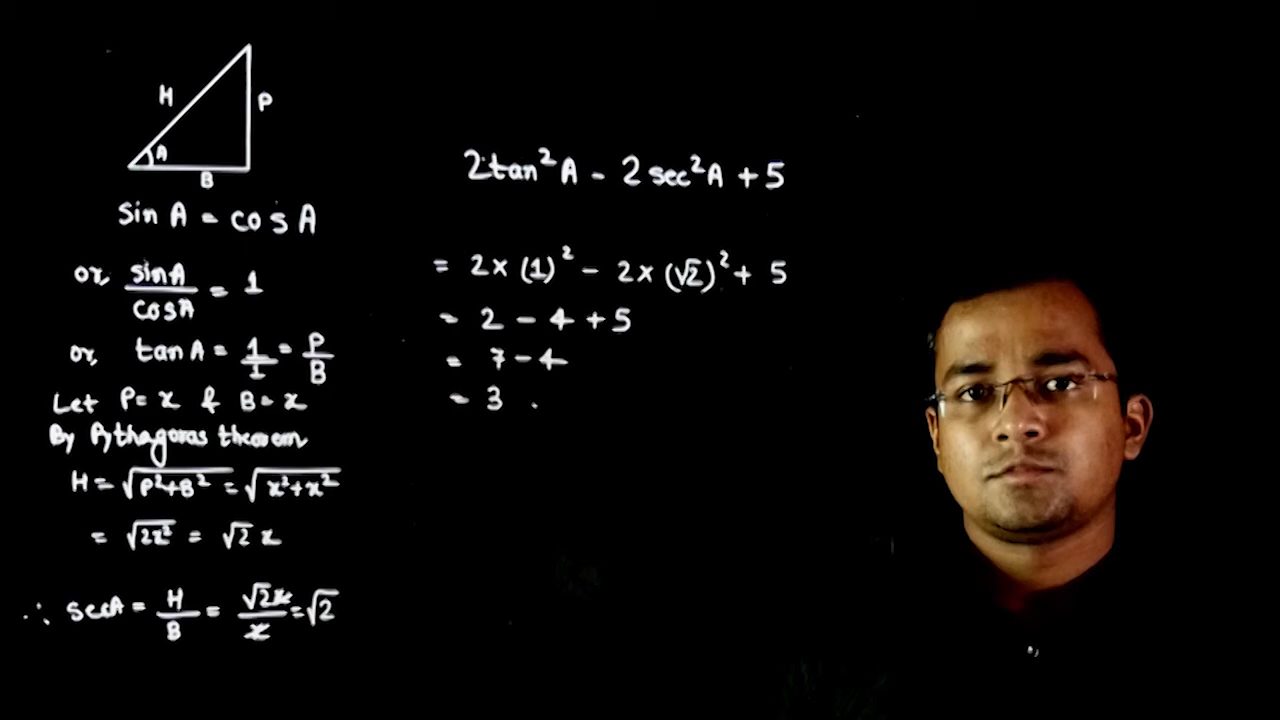 H
P
A
B
sin A = cos A
or, sinA/cosA = 1
or, tan A = 1/1 = P/B
Let P = x & B = x
By Pythagoras theorem
H = √(P²+B²) = √(x²+x²)
= √(2x²) = √2 x
∴ secA = H/B = √2x/x = √2
2tan²A - 2sec²A + 5
= 2×(1)² - 2×(√2)² + 5
= 2 - 4 + 5
= 7 - 4
= 3 .